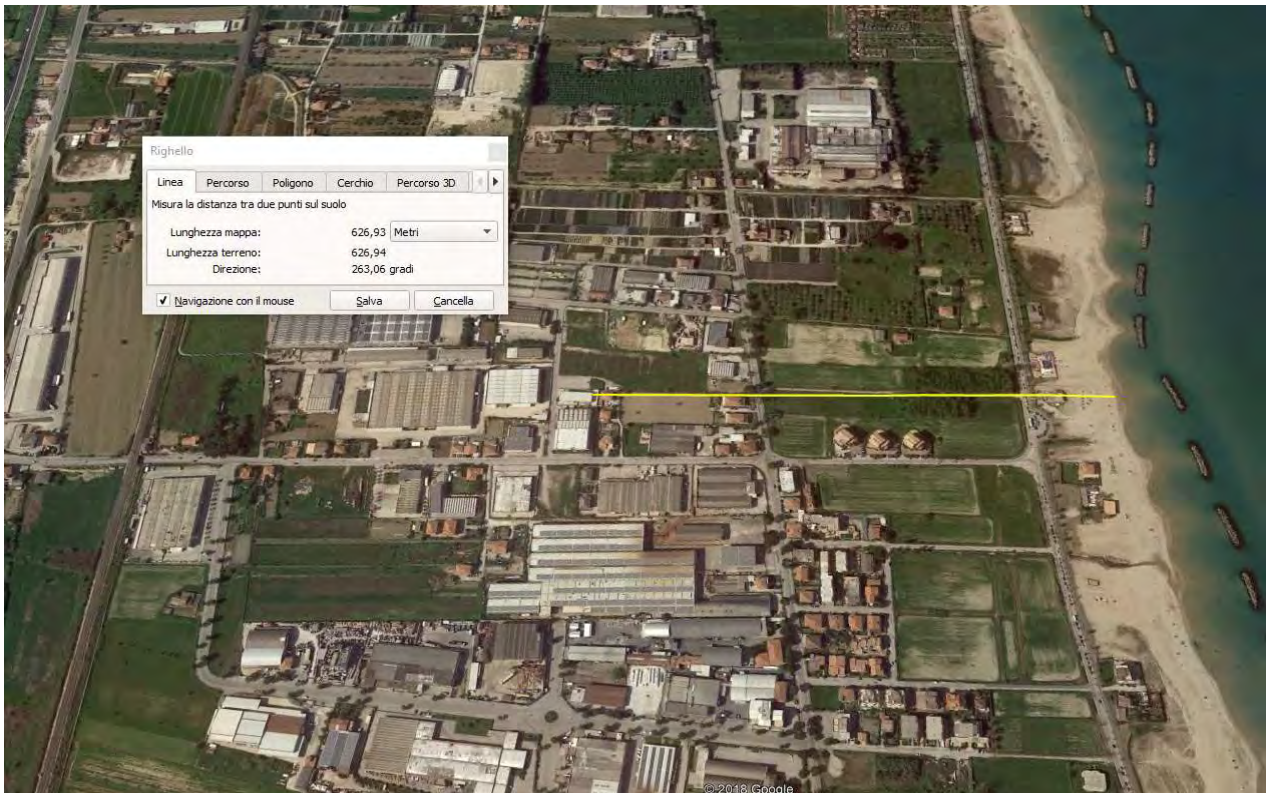 Righello
Linea Percorso Poligono Cerchio Percorso 3D
Misura la distanza tra due punti sul suolo
Lunghezza mappa: 626,93 Metri
Lunghezza terreno: 626,94
Direzione: 263,06 gradi
Navigazione con il mouse Salva Cancella
© 2018 Google